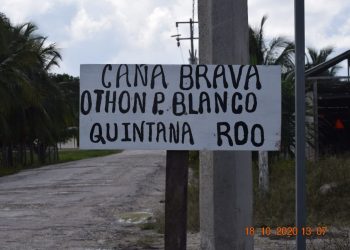 CAÑA BRAVA
OTHON P. BLANCO
QUINTANA ROO
18 10 2020 13:07